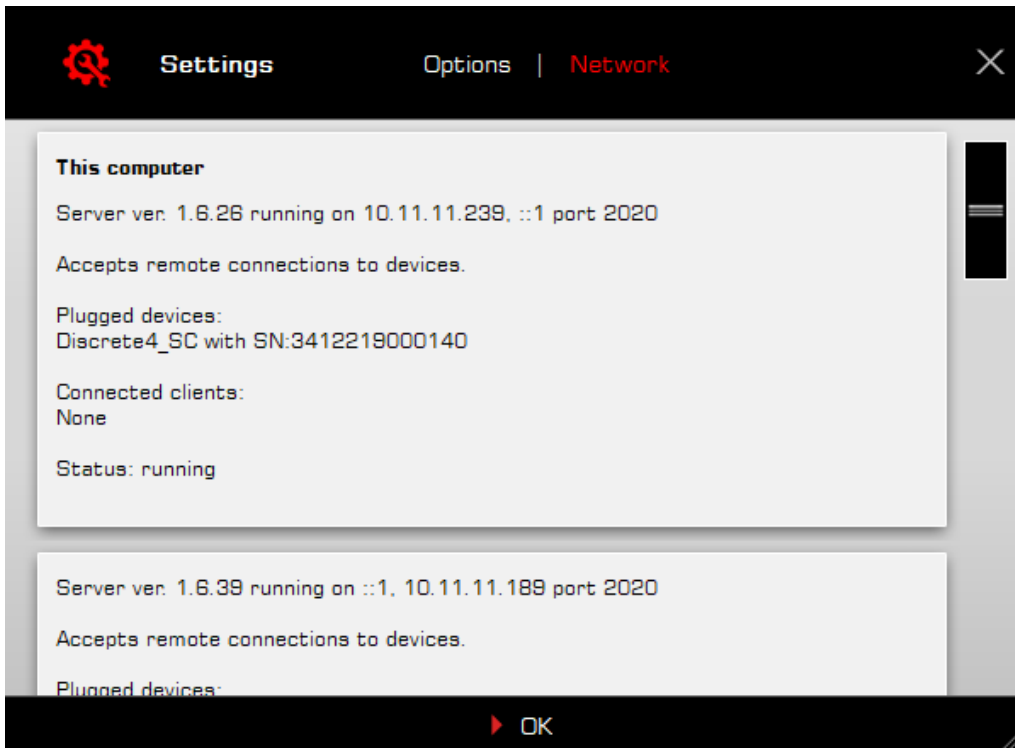 Settings
Options | Network
This computer
Server ver. 1.6.26 running on 10.11.11.239, ::1 port 2020
Accepts remote connections to devices.
Plugged devices:
Discrete4_SC with SN:3412219000140
Connected clients:
None
Status: running
Server ver. 1.6.39 running on ::1, 10.11.11.189 port 2020
Accepts remote connections to devices.
Plugged devices:
OK